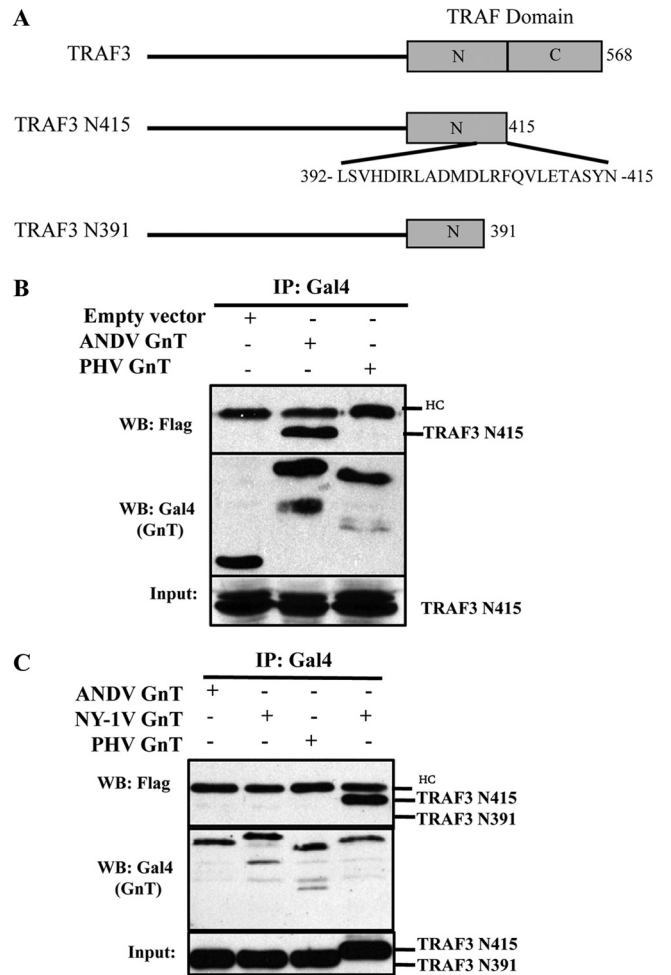 A
TRAF Domain
TRAF3 N C 568
TRAF3 N415 N 415
392- LSVHDIRLADMDLRFQVLETASYN -415
TRAF3 N391 N 391
B
IP: Gal4
Empty vector + - -
ANDV GnT - + -
PHV GnT - - +
WB: Flag HC
TRAF3 N415
WB: Gal4
(GnT)
Input: TRAF3 N415
C
IP: Gal4
ANDV GnT + - - -
NY-1V GnT - + - +
PHV GnT - - + -
WB: Flag HC
TRAF3 N415
TRAF3 N391
WB: Gal4
(GnT)
Input: TRAF3 N415
TRAF3 N391